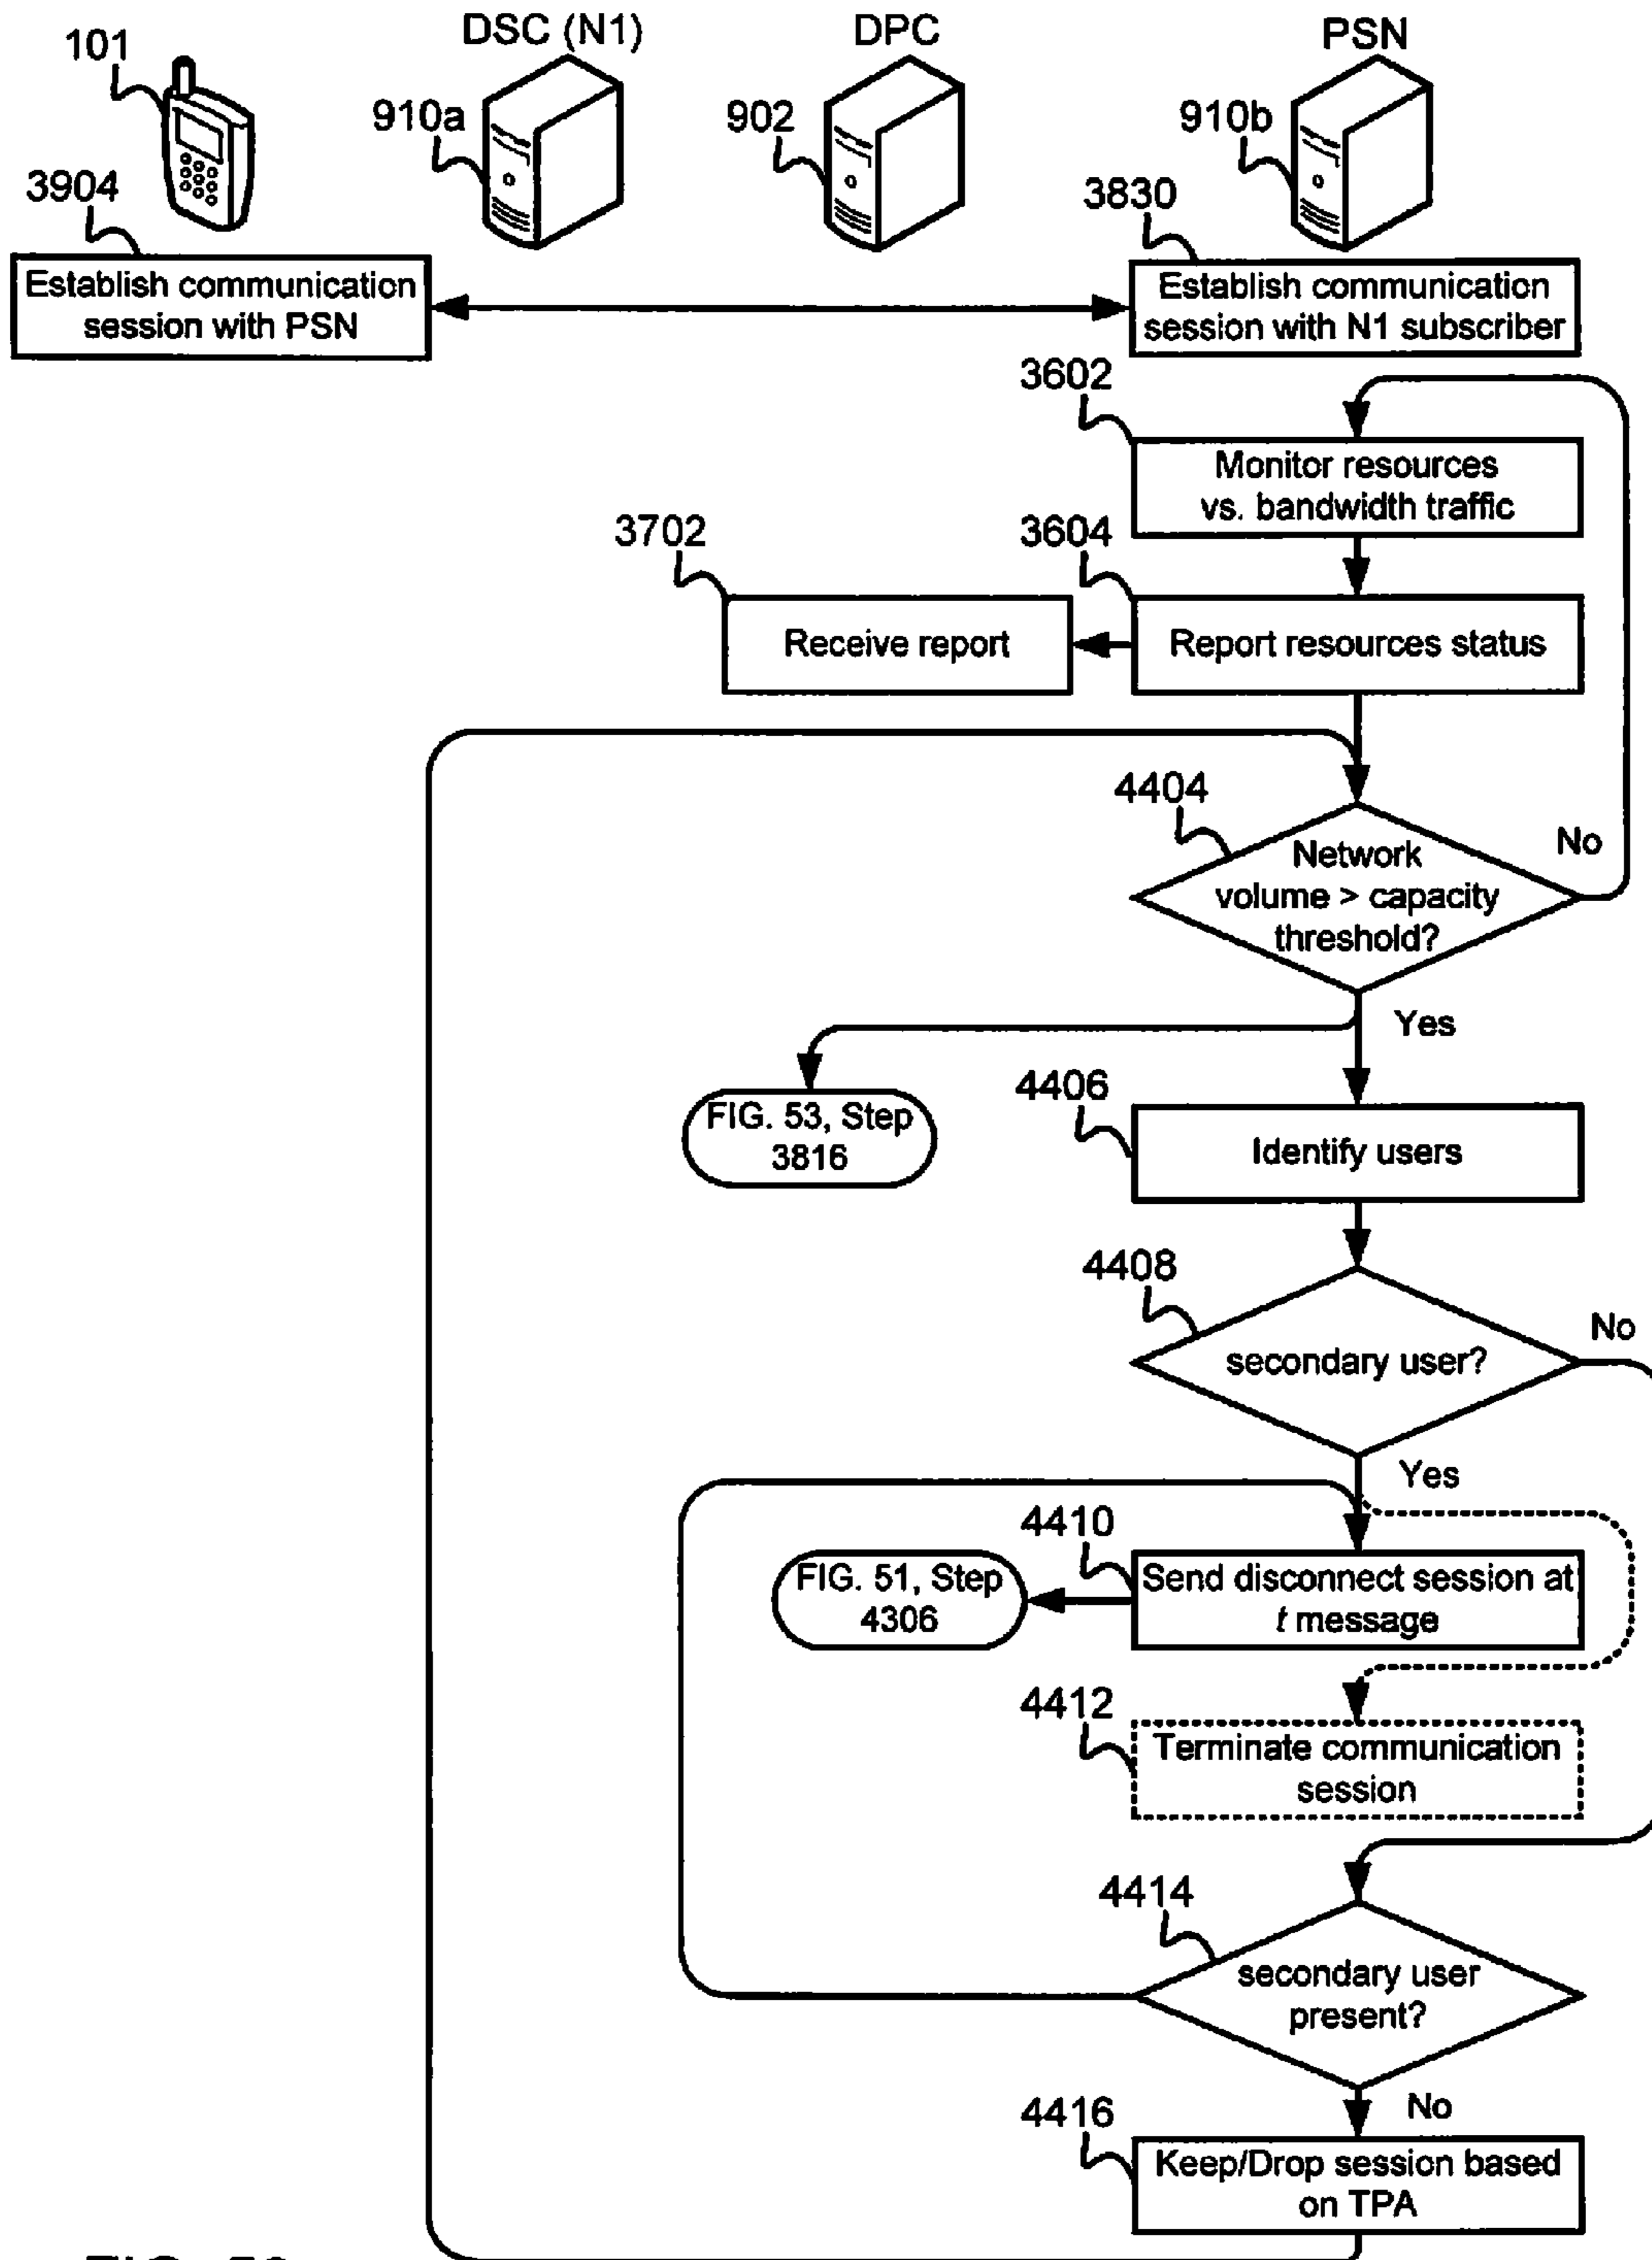 DSC (N1)
DPC
PSN
101
910a
902
910b
3904
3830
Establish communication
session with PSN
Establish communication
session with N1 subscriber
3602
Monitor resources
vs. bandwidth traffic
3702
3604
Receive report
Report resources status
4404
Network
volume > capacity
threshold?
No
Yes
FIG. 53, Step
3816
4406
Identify users
4408
secondary user?
No
Yes
4410
FIG. 51, Step
4306
Send disconnect session at
t message
4412
Terminate communication
session
4414
secondary user
present?
No
4416
Keep/Drop session based
on TPA